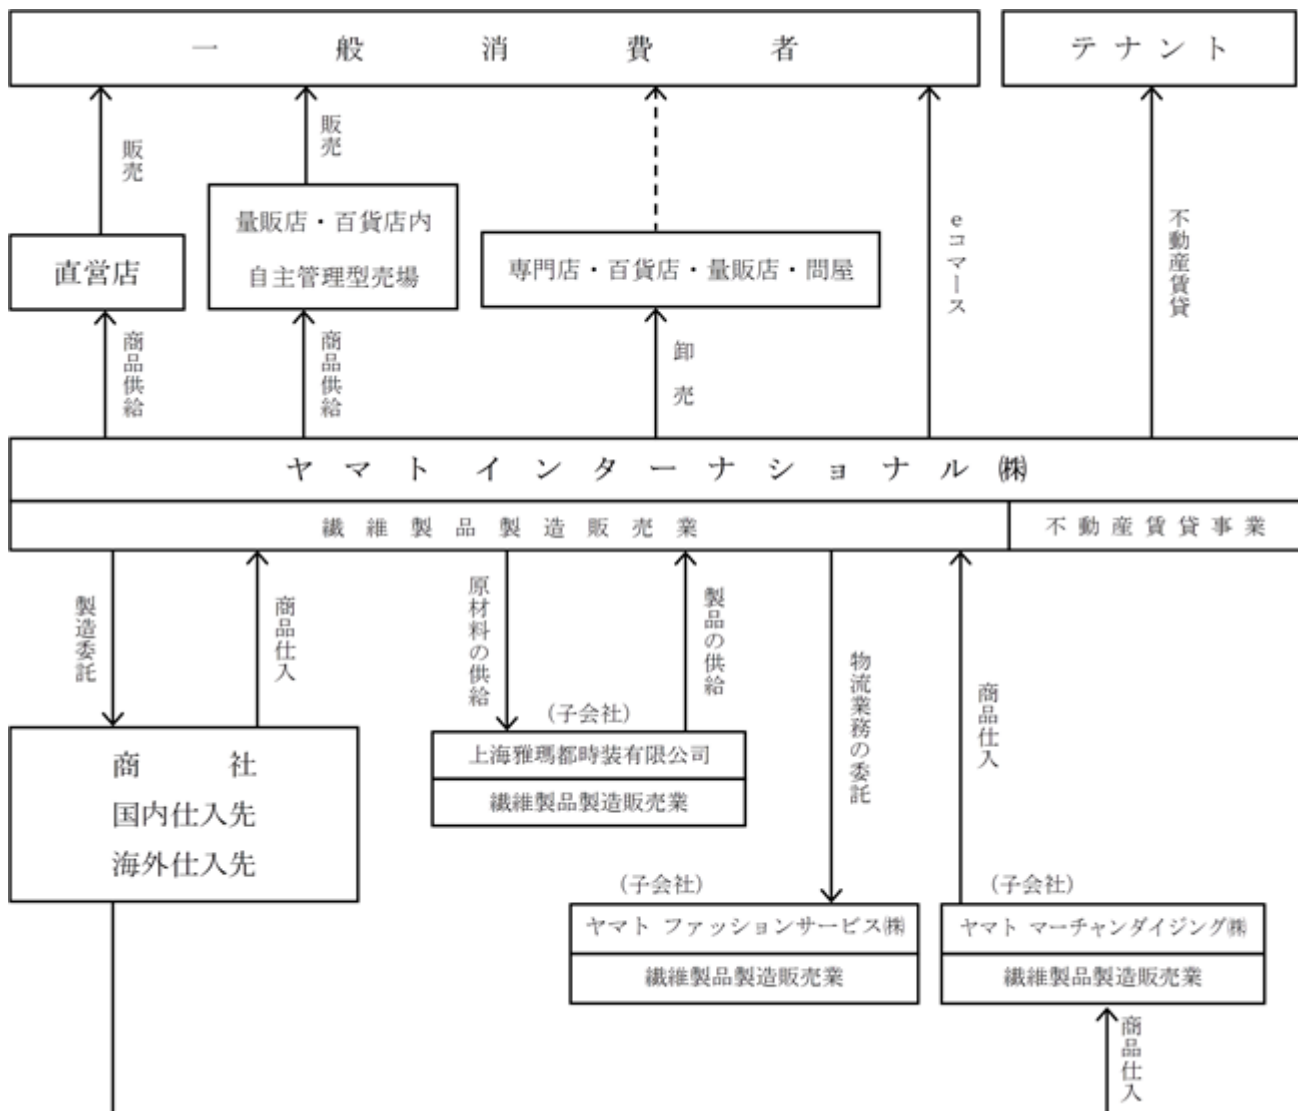 一般消費者
テナント
販売
販売
直営店
量販店・百貨店内
自主管理型売場
専門店・百貨店・量販店・問屋
eコマース
不動産賃貸
商品供給
商品供給
卸売
ヤマトインターナショナル㈱
繊維製品製造販売業
不動産賃貸事業
製造委託
商品仕入
原材料の供給
製品の供給
物流業務の委託
商品仕入
商社
国内仕入先
海外仕入先
(子会社)
上海雅瑪都時装有限公司
繊維製品製造販売業
(子会社)
ヤマト ファッションサービス㈱
繊維製品製造販売業
(子会社)
ヤマト マーチャンダイジング㈱
繊維製品製造販売業
商品仕入